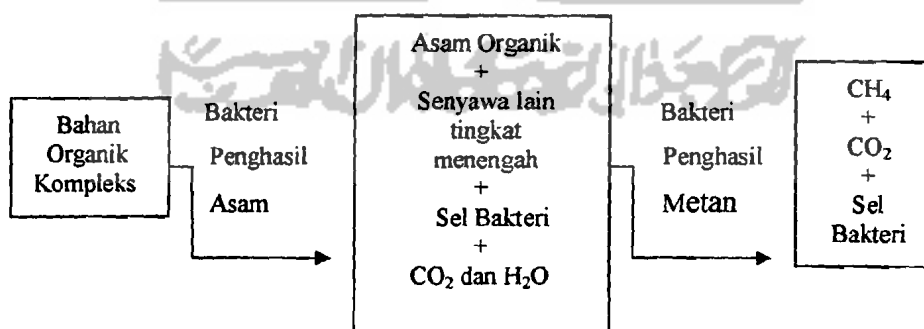 Bahan
Organik
Kompleks
Bakteri
Penghasil
Asam
Asam Organik
+
Senyawa lain
tingkat
menengah
+
Sel Bakteri
+
CO₂ dan H₂O
Bakteri
Penghasil
Metan
CH₄
+
CO₂
+
Sel
Bakteri